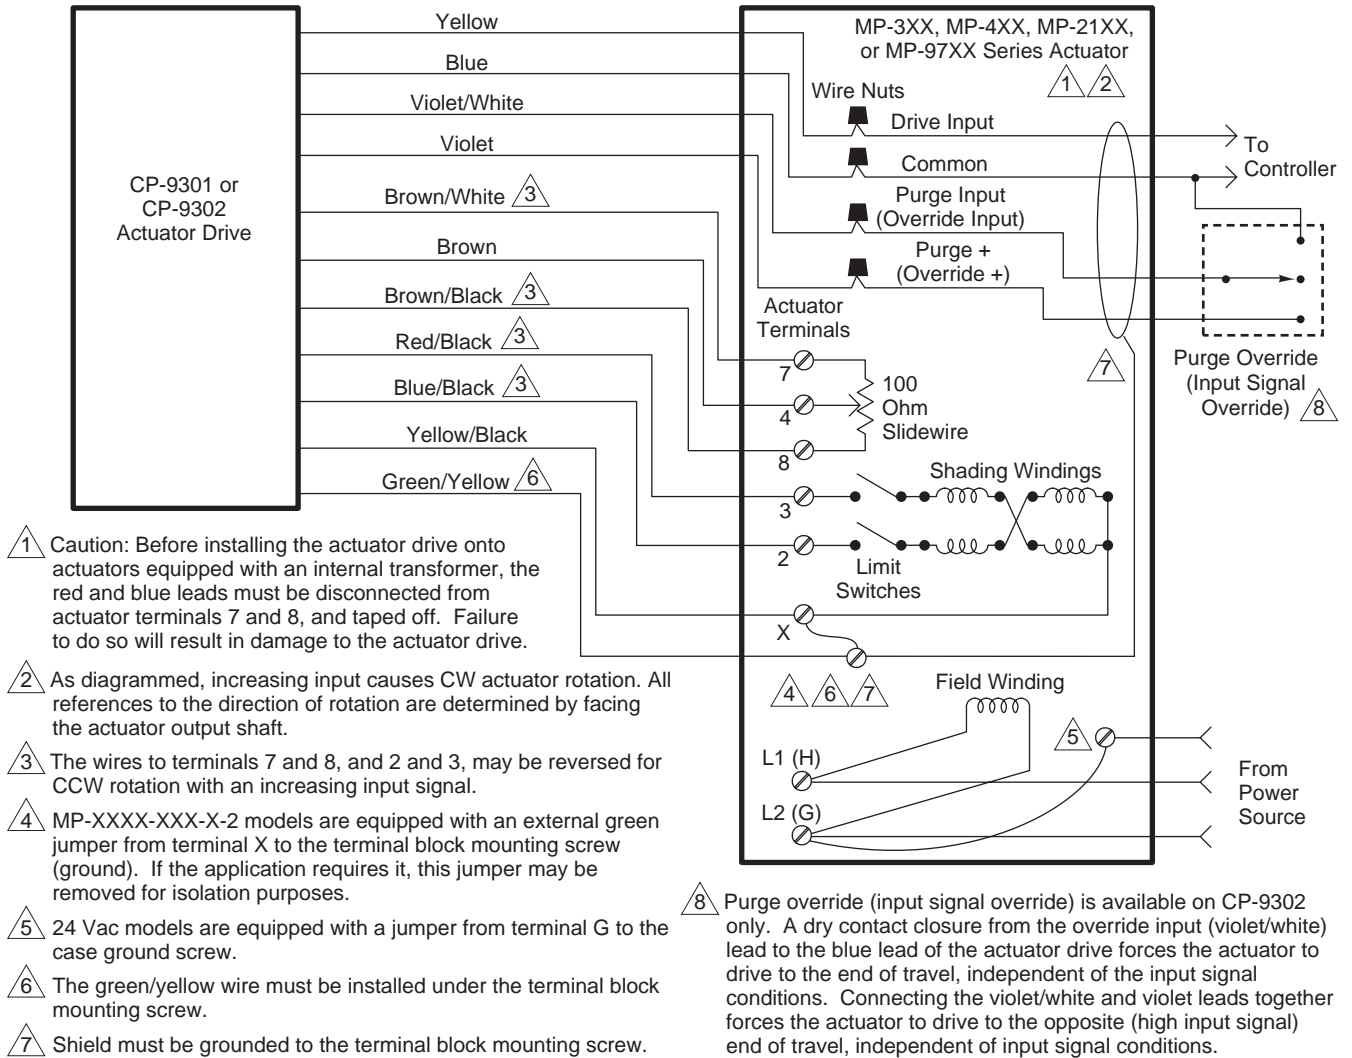 Yellow
Blue
Violet/White
Violet
Brown/White 3
Brown
Brown/Black 3
Red/Black 3
Blue/Black 3
Yellow/Black
Green/Yellow 6
CP-9301 or
CP-9302
Actuator Drive
MP-3XX, MP-4XX, MP-21XX,
or MP-97XX Series Actuator
1 2
Wire Nuts
Drive Input
Common
Purge Input
(Override Input)
Purge +
(Override +)
To
Controller
Actuator
Terminals
7
4
8
3
2
X
100
Ohm
Slidewire
7
Purge Override
(Input Signal
Override) 8
Shading Windings
Limit
Switches
4 6 7
Field Winding
5
L1 (H)
L2 (G)
From
Power
Source
1 Caution: Before installing the actuator drive onto
actuators equipped with an internal transformer, the
red and blue leads must be disconnected from
actuator terminals 7 and 8, and taped off. Failure
to do so will result in damage to the actuator drive.
2 As diagrammed, increasing input causes CW actuator rotation. All
references to the direction of rotation are determined by facing
the actuator output shaft.
3 The wires to terminals 7 and 8, and 2 and 3, may be reversed for
CCW rotation with an increasing input signal.
4 MP-XXXX-XXX-X-2 models are equipped with an external green
jumper from terminal X to the terminal block mounting screw
(ground). If the application requires it, this jumper may be
removed for isolation purposes.
5 24 Vac models are equipped with a jumper from terminal G to the
case ground screw.
6 The green/yellow wire must be installed under the terminal block
mounting screw.
7 Shield must be grounded to the terminal block mounting screw.
8 Purge override (input signal override) is available on CP-9302
only. A dry contact closure from the override input (violet/white)
lead to the blue lead of the actuator drive forces the actuator to
drive to the end of travel, independent of the input signal
conditions. Connecting the violet/white and violet leads together
forces the actuator to drive to the opposite (high input signal)
end of travel, independent of input signal conditions.